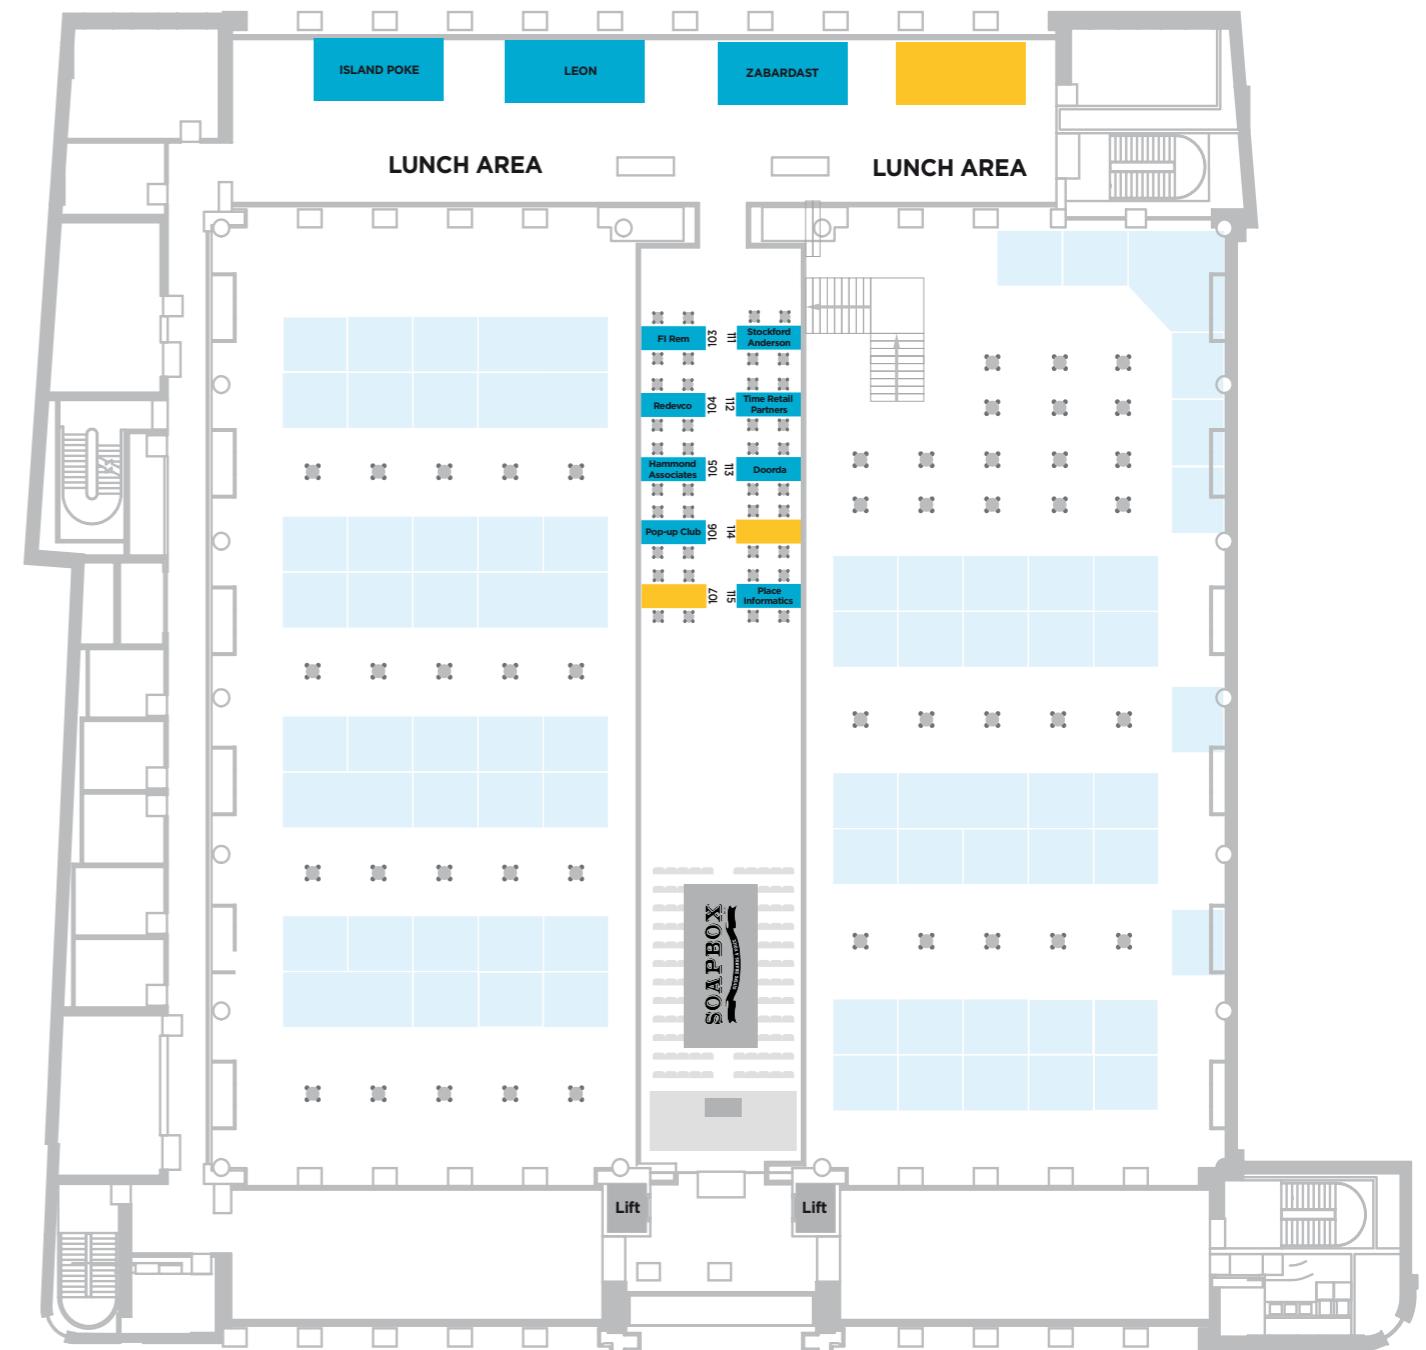 ISLAND POKE
LEON
ZABARDAST
LUNCH AREA
LUNCH AREA
FI Rem
103
111
Stockford
Anderson
Redevco
104
112
Time Retail
Partners
Hammond
Associates
105
113
Doorda
Pop-up Club
106
114
107
115
Place
Informatics
SOAPBOX
Lift
Lift